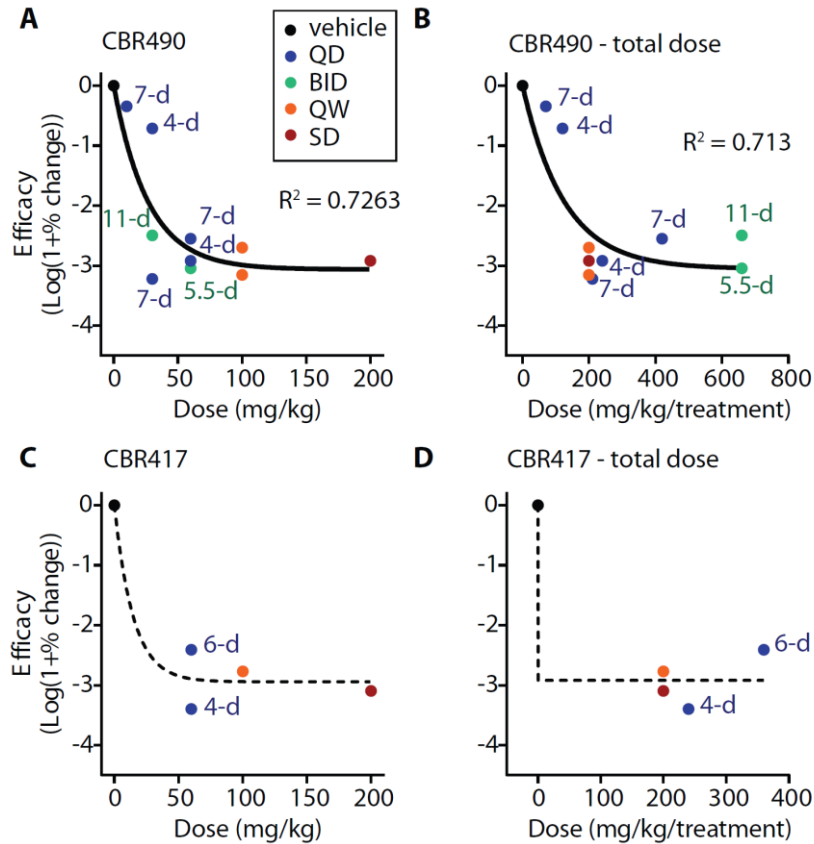 A
CBR490
vehicle
QD
BID
QW
SD
B
CBR490 - total dose
Efficacy
(Log(1+% change))
0
-1
-2
-3
-4
7-d
4-d
R² = 0.7263
11-d
7-d
4-d
7-d
5.5-d
0 50 100 150 200
Dose (mg/kg)
0
-1
-2
-3
-4
7-d
4-d
R² = 0.713
7-d
11-d
4-d
7-d
5.5-d
0 200 400 600 800
Dose (mg/kg/treatment)
C
CBR417
Efficacy
(Log(1+% change))
0
-1
-2
-3
-4
6-d
4-d
0 50 100 150 200
Dose (mg/kg)
D
CBR417 - total dose
0
-1
-2
-3
-4
6-d
4-d
0 100 200 300 400
Dose (mg/kg/treatment)